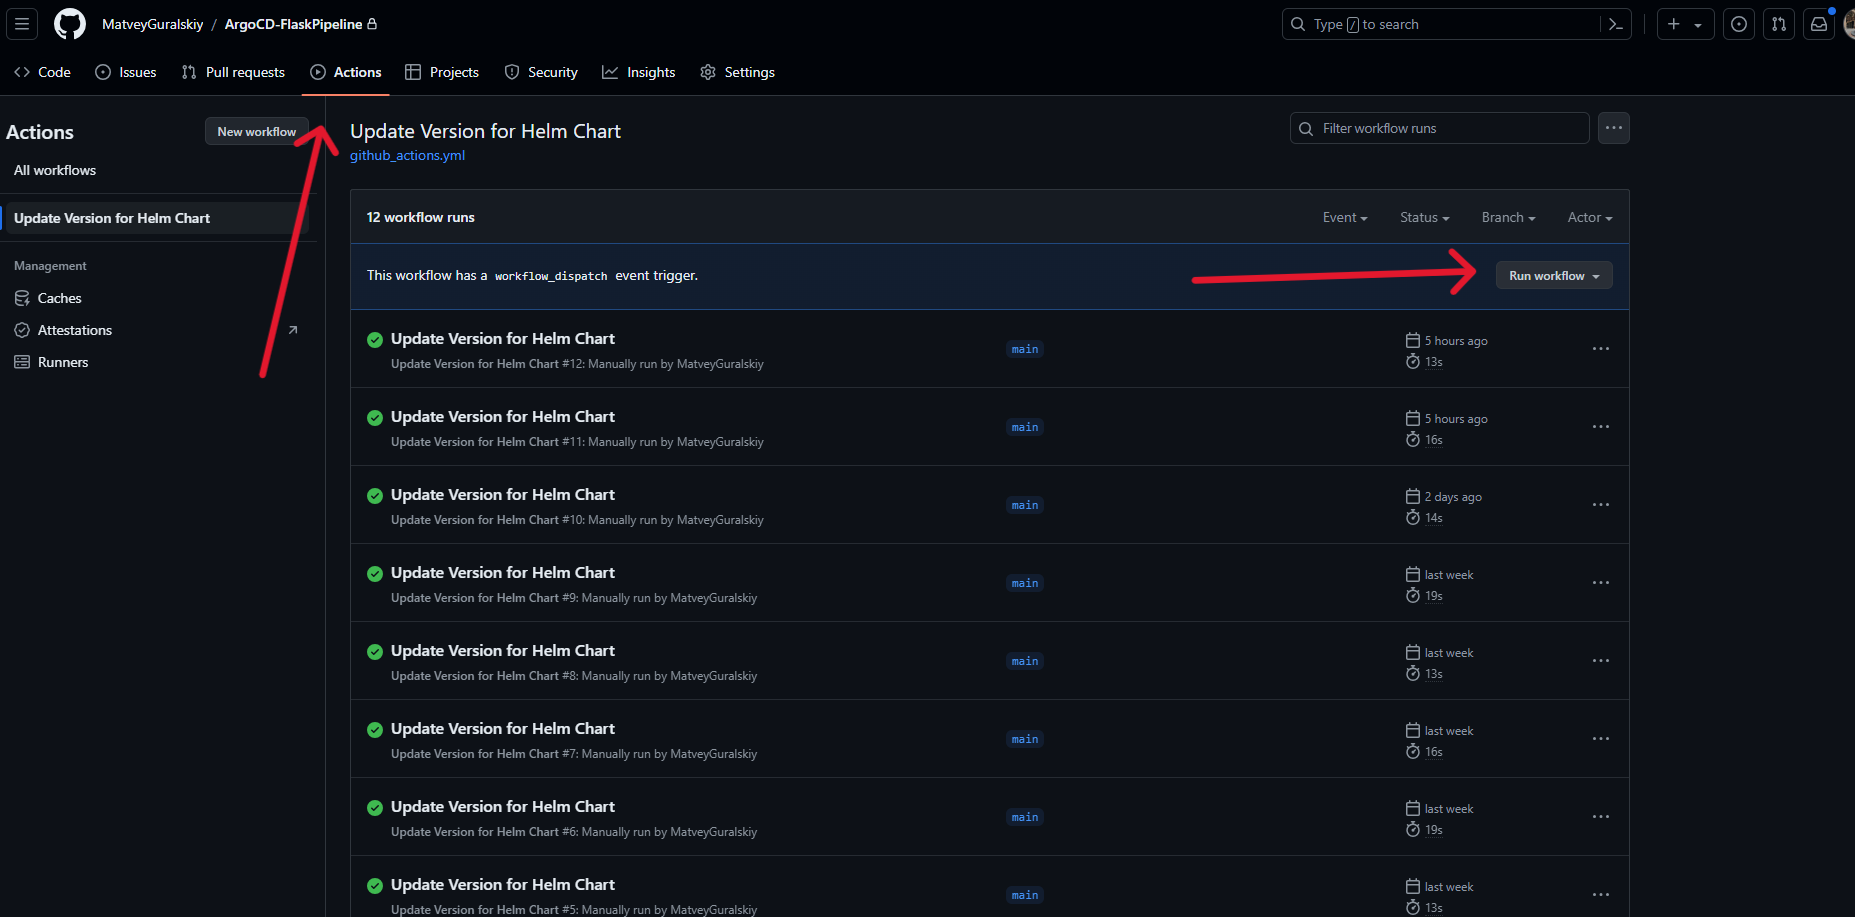 MatveyGuralskiy / ArgoCD-FlaskPipeline
Type / to search
Code Issues Pull requests Actions Projects Security Insights Settings
Actions
New workflow
All workflows
Update Version for Helm Chart
Management
Caches
Attestations
Runners
Update Version for Helm Chart
github_actions.yml
Filter workflow runs
12 workflow runs
Event Status Branch Actor
This workflow has a workflow_dispatch event trigger.
Run workflow
Update Version for Helm Chart
Update Version for Helm Chart #12: Manually run by MatveyGuralskiy
main
5 hours ago
13s
Update Version for Helm Chart
Update Version for Helm Chart #11: Manually run by MatveyGuralskiy
main
5 hours ago
16s
Update Version for Helm Chart
Update Version for Helm Chart #10: Manually run by MatveyGuralskiy
main
2 days ago
14s
Update Version for Helm Chart
Update Version for Helm Chart #9: Manually run by MatveyGuralskiy
main
last week
19s
Update Version for Helm Chart
Update Version for Helm Chart #8: Manually run by MatveyGuralskiy
main
last week
13s
Update Version for Helm Chart
Update Version for Helm Chart #7: Manually run by MatveyGuralskiy
main
last week
16s
Update Version for Helm Chart
Update Version for Helm Chart #6: Manually run by MatveyGuralskiy
main
last week
19s
Update Version for Helm Chart
Update Version for Helm Chart #5: Manually run by MatveyGuralskiy
main
last week
13s